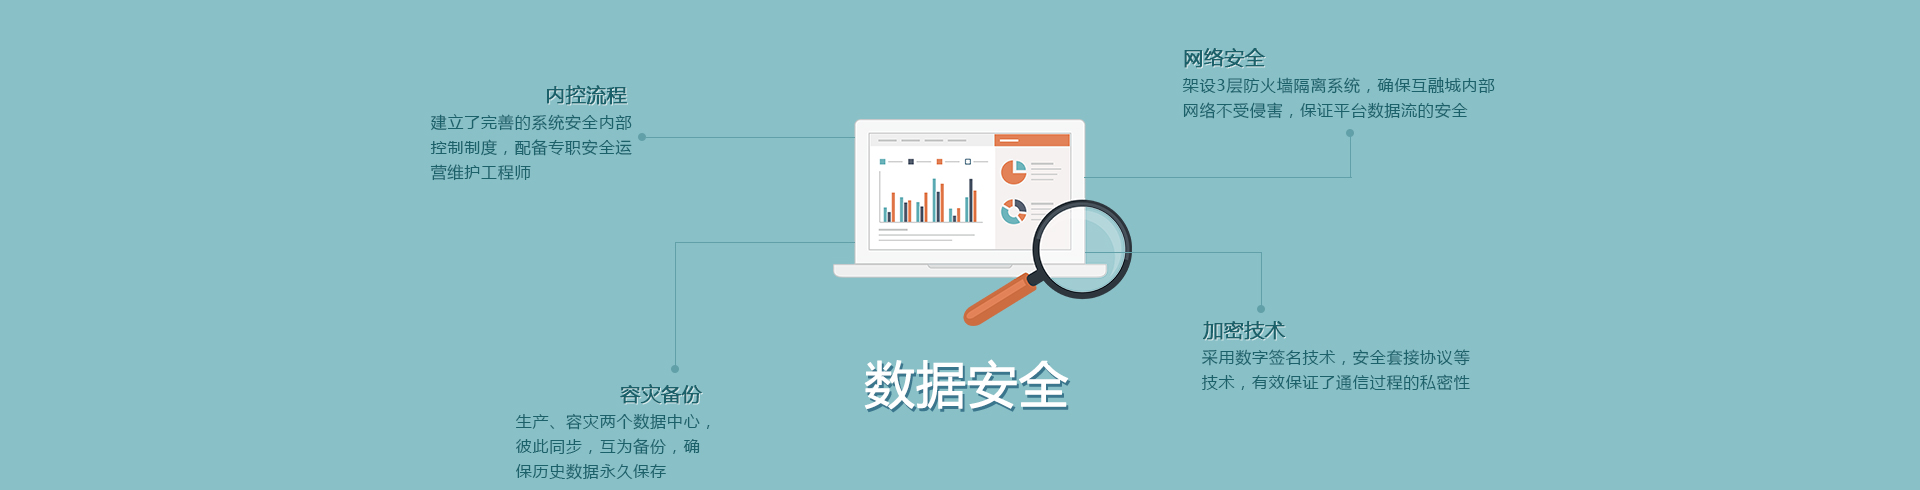 内控流程
建立了完善的系统安全内部
控制制度，配备专职安全运
营维护工程师
网络安全
架设3层防火墙隔离系统，确保互融城内部
网络不受侵害，保证平台数据流的安全
容灾备份
生产、容灾两个数据中心，
彼此同步，互为备份，确
保历史数据永久保存
加密技术
采用数字签名技术，安全套接协议等
技术，有效保证了通信过程的私密性
数据安全